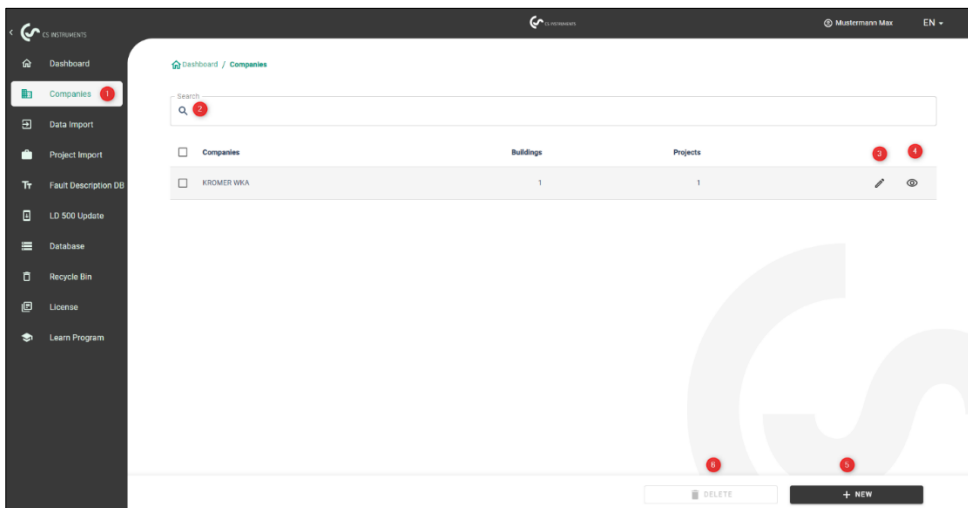 CS INSTRUMENTS
CS INSTRUMENTS
Mustermann Max
EN
Dashboard
Companies 1
Data Import
Project Import
Fault Description DB
LD 500 Update
Database
Recycle Bin
License
Learn Program
Dashboard / Companies
Search
2
Companies Buildings Projects 3 4
KROMER WKA 1 1
6 5
DELETE + NEW